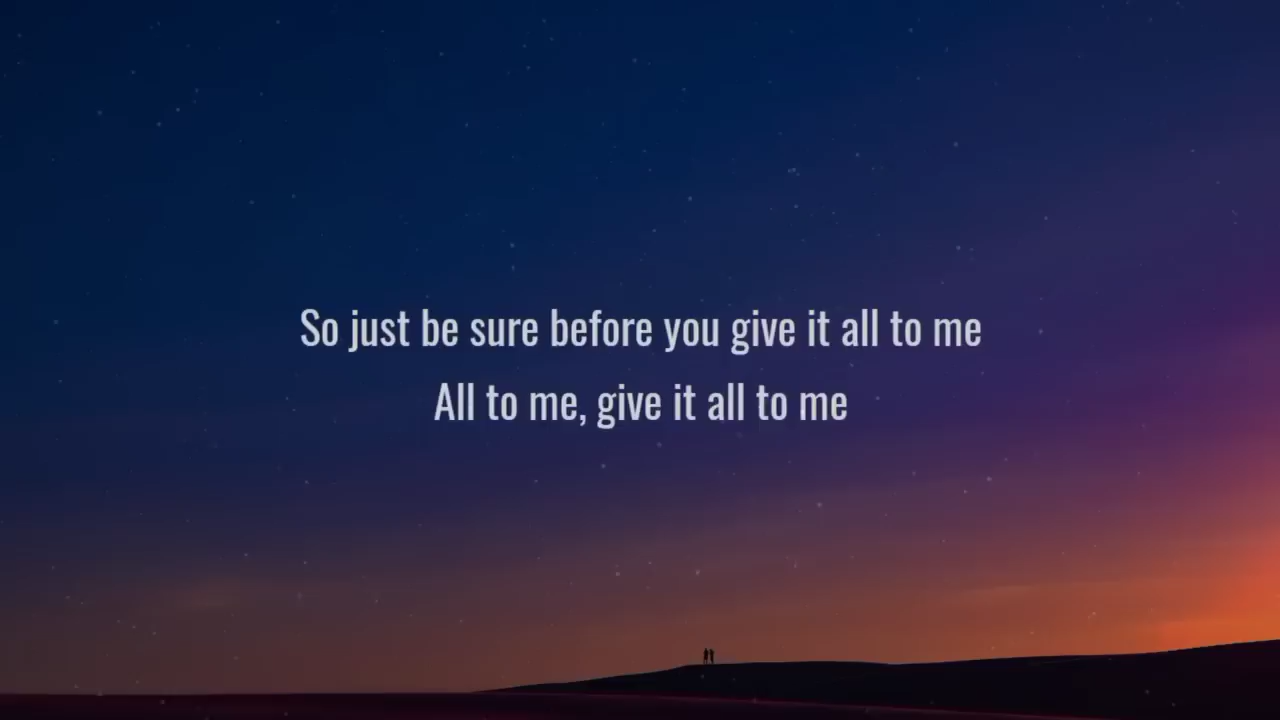 So just be sure before you give it all to me
All to me, give it all to me